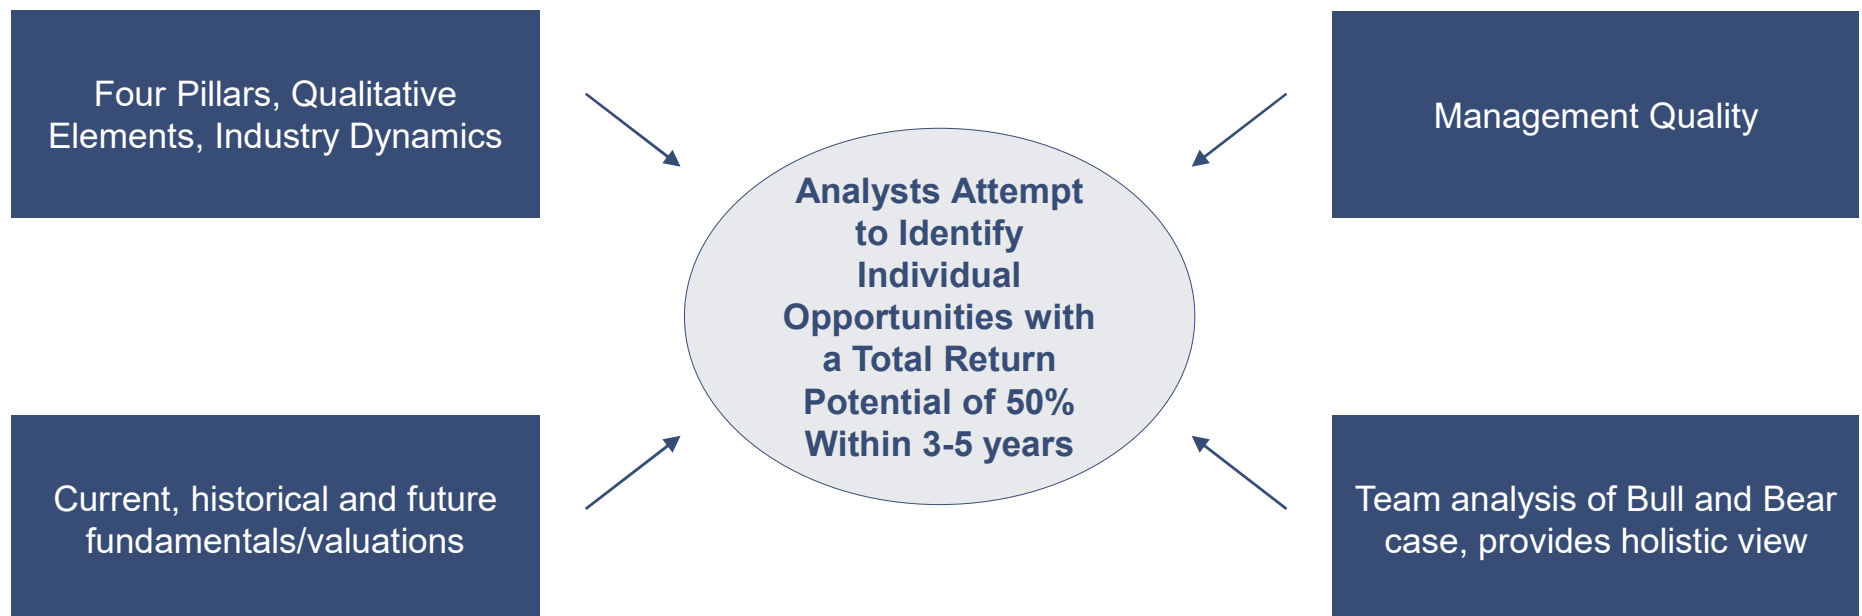 Four Pillars, Qualitative
Elements, Industry Dynamics
Management Quality
Analysts Attempt
to Identify
Individual
Opportunities with
a Total Return
Potential of 50%
Within 3-5 years
Current, historical and future
fundamentals/valuations
Team analysis of Bull and Bear
case, provides holistic view